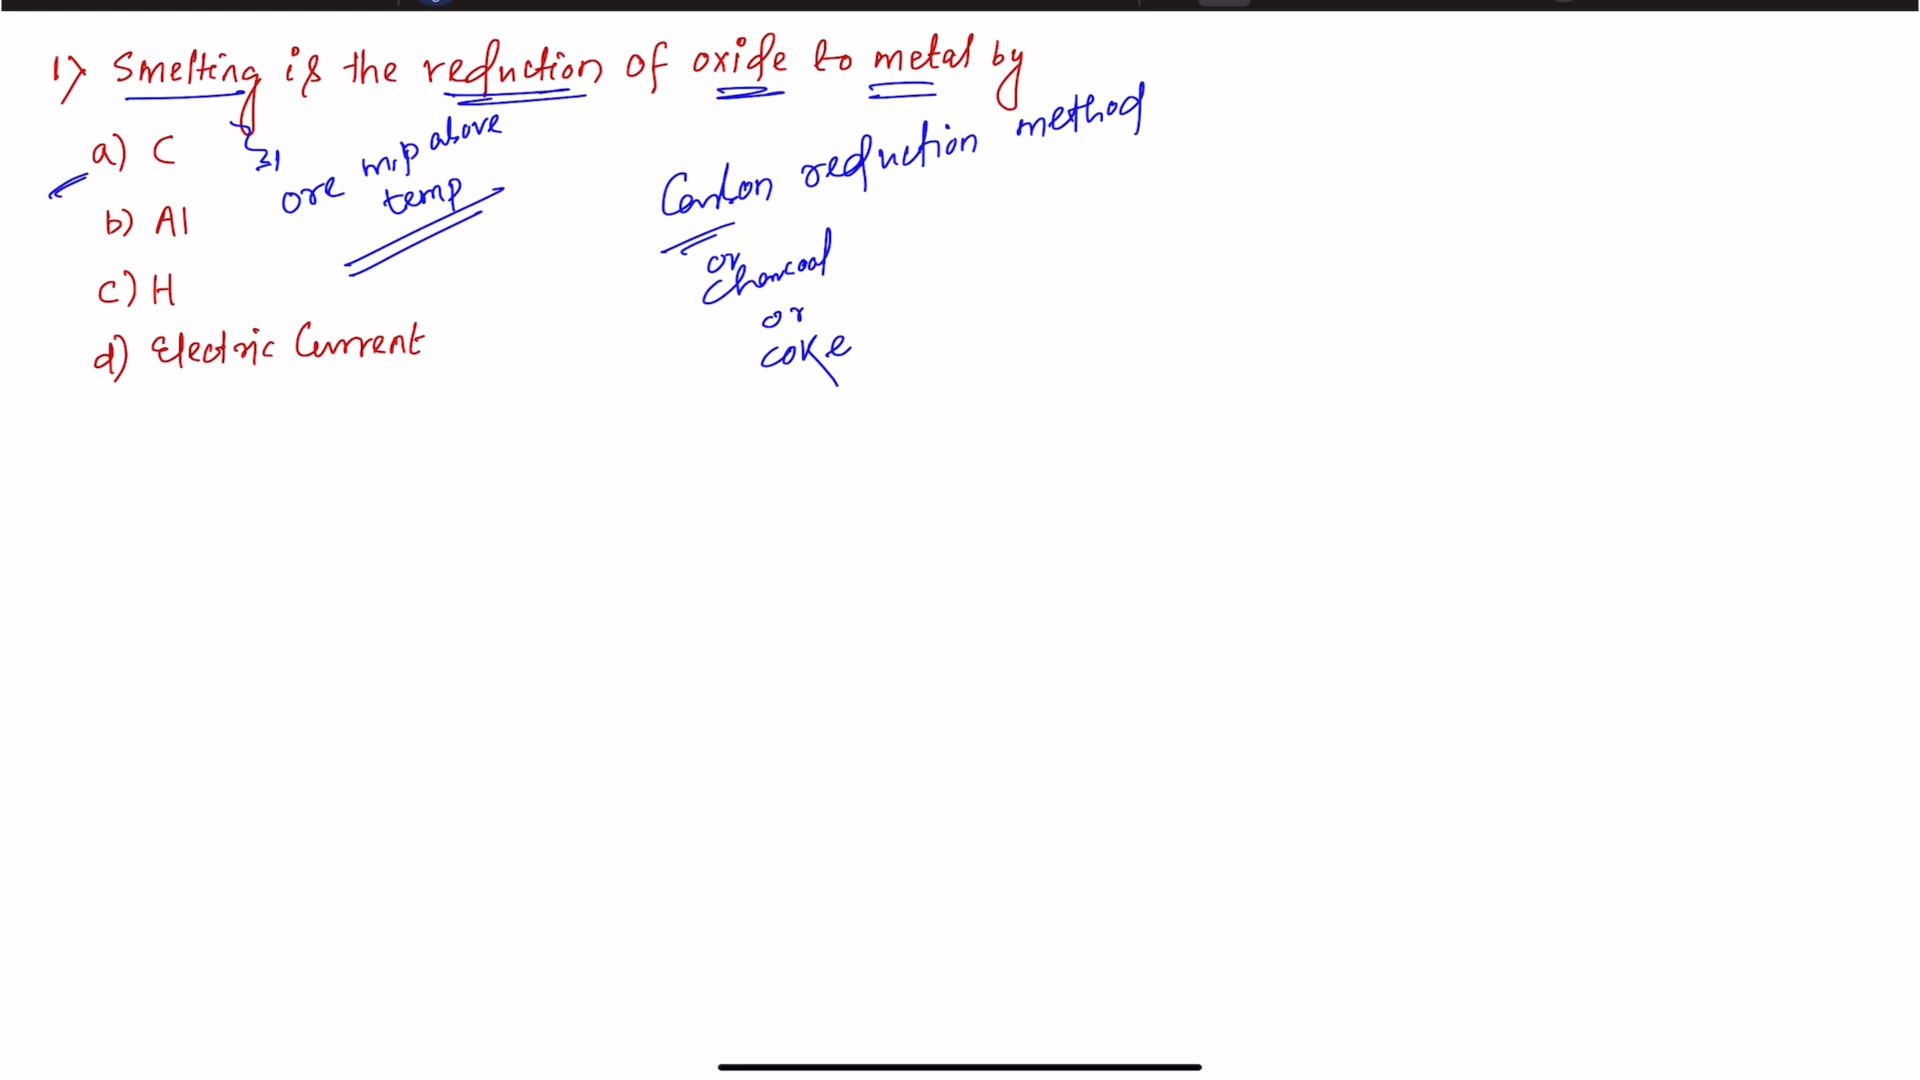 1) Smelting is the reduction of oxide to metal by
a) C
b) Al
c) H
d) Electric Current
ore m.p above
temp
Carbon reduction method
or
charcoal
or
coke